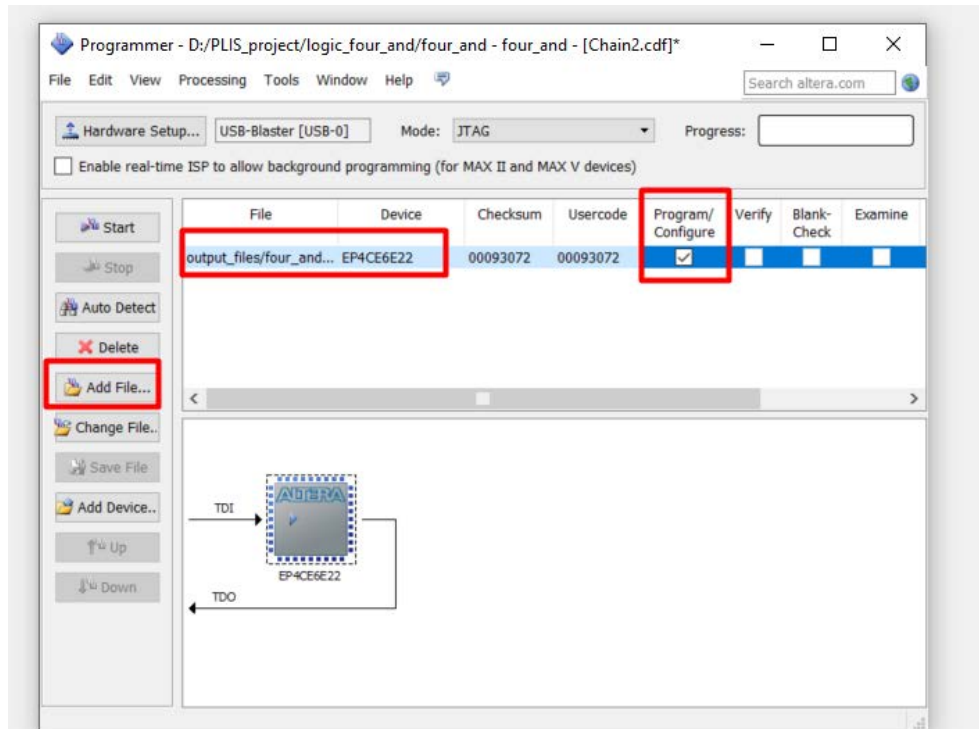 Programmer - D:/PLIS_project/logic_four_and/four_and - four_and - [Chain2.cdf]*
File Edit View Processing Tools Window Help
Search altera.com
Hardware Setup... USB-Blaster [USB-0] Mode: JTAG Progress:
Enable real-time ISP to allow background programming (for MAX II and MAX V devices)
Start
Stop
Auto Detect
Delete
Add File...
Change File..
Save File
Add Device..
Up
Down
File Device Checksum Usercode Program/ Verify Blank- Examine
Configure Check
output_files/four_and... EP4CE6E22 00093072 00093072
ALTERA
TDI
EP4CE6E22
TDO